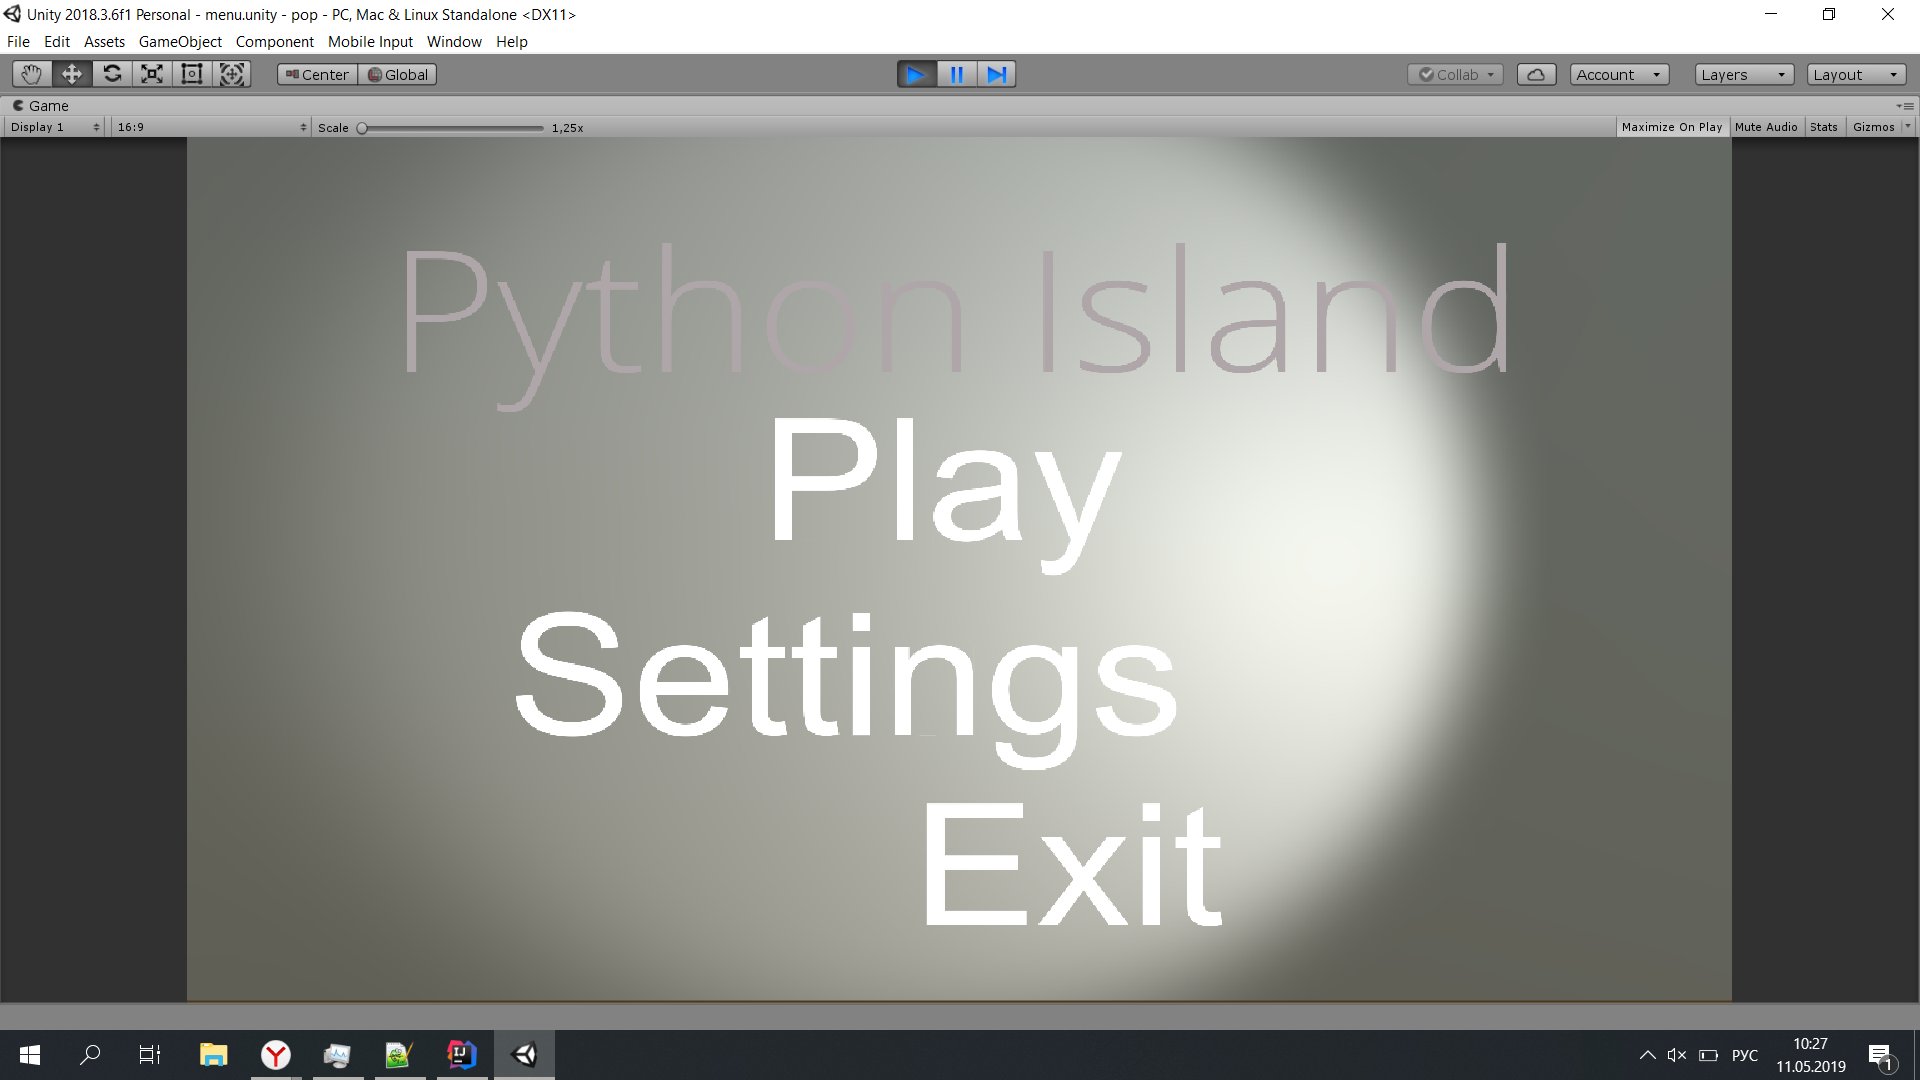 Unity 2018.3.6f1 Personal - menu.unity - pop - PC, Mac & Linux Standalone <DX11>
File Edit Assets GameObject Component Mobile Input Window Help
Center Global Collab Account Layers Layout
Game
Display 1 16:9 Scale 1,25x Maximize On Play Mute Audio Stats Gizmos
Python Island
Play
Settings
Exit
РУС
10:27
11.05.2019
1